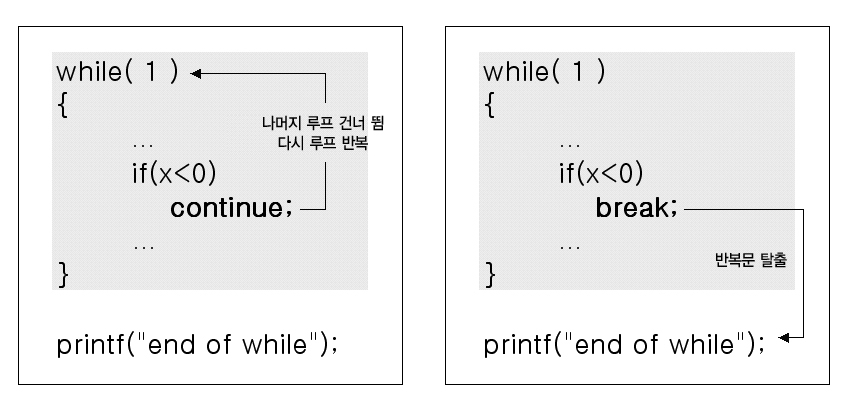 while( 1 )
{
나머지 루프 건너 뜀
다시 루프 반복
...
if(x<0)
continue;
...
}
printf("end of while");
while( 1 )
{
...
if(x<0)
break;
...
반복문 탈출
}
printf("end of while");